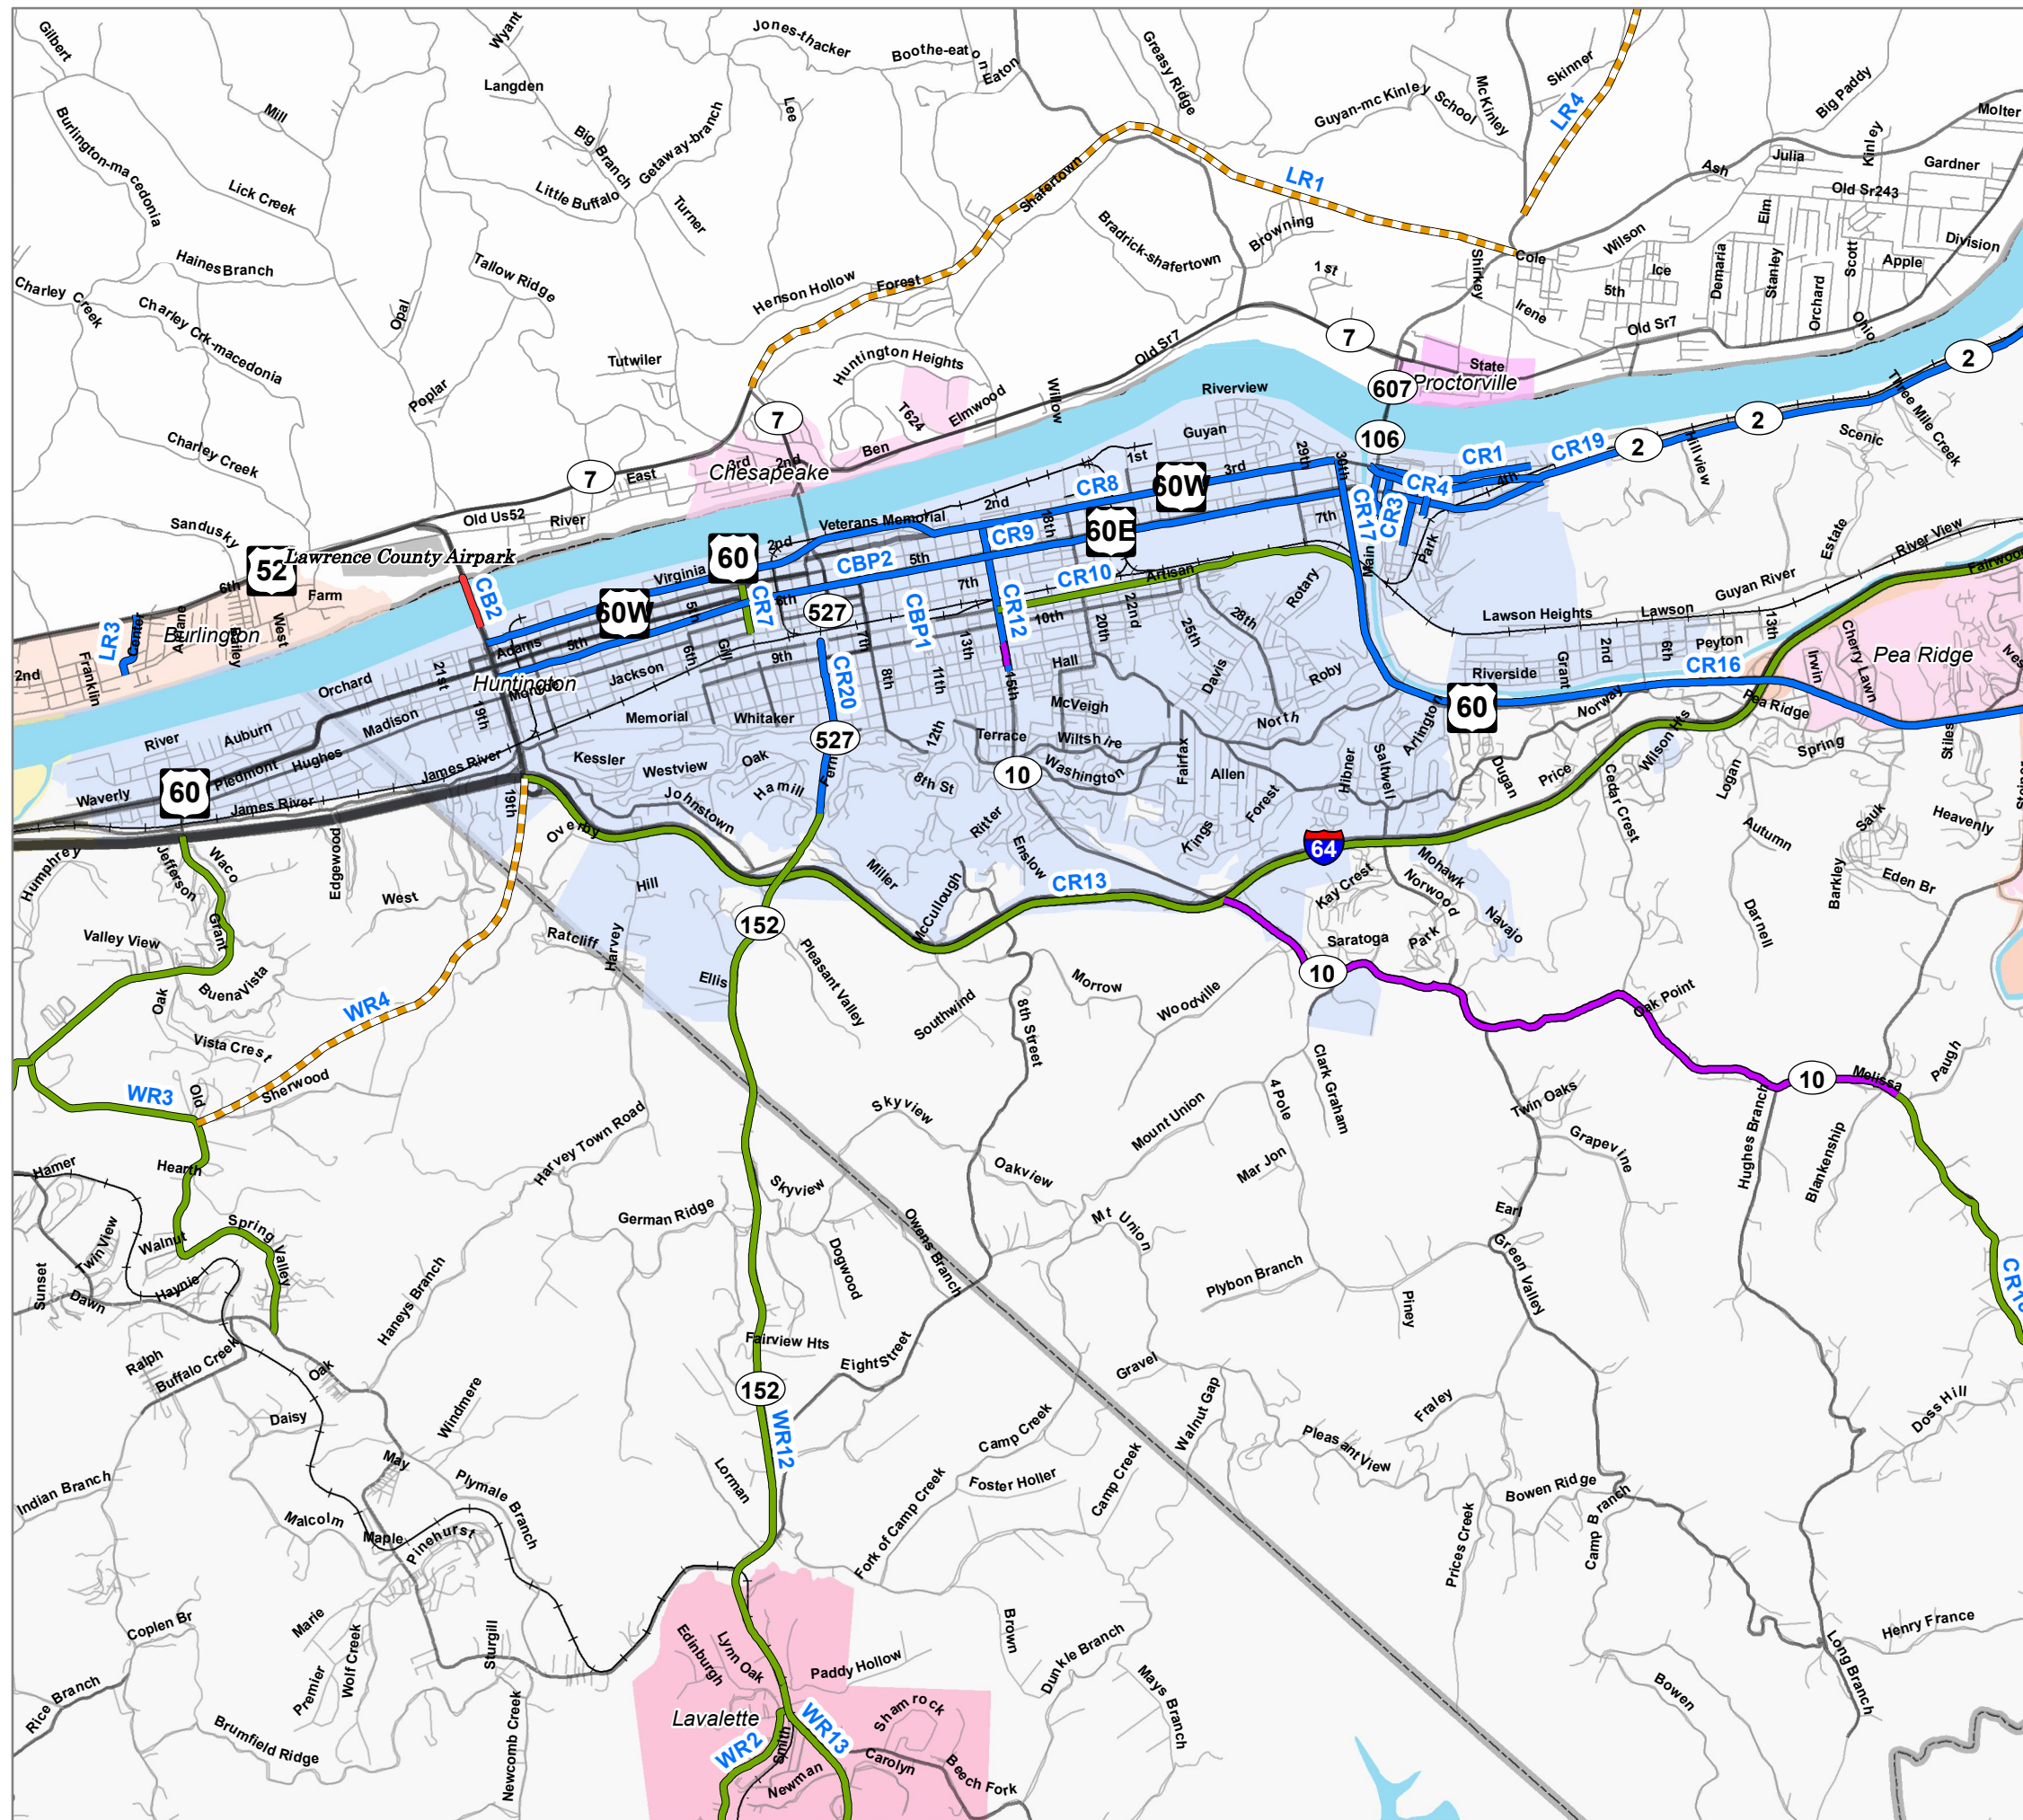 Gilbert
Wyant
Jones-thacker
Boothe-eaton
Eaton
Greasy Ridge
Langden
Lee
Mill
Big Branch
Getaway-branch
Guyan-mc Kinley School
McKinley
Skinner
LR4
Big Paddy
Molter
Burlington-macedonia
Lick Creek
Little Buffalo
Turner
Shafertown
LR1
Ash
Julia
Kinley
Gardner
Old Sr243
Haines Branch
Charley Creek
Charley Crk-macedonia
Opal
Tallow Ridge
Henson Hollow
Forest
Bradrick-shafertown
Browning
1st
Shirkey
Cole
Wilson
Ice
5th
Irene
Demaria
Elm
Stanley
Orchard
Scott
Apple
Division
Ohio
Old Sr7
Tutwiler
Huntington Heights
T624
Elmwood
Willow
Old Sr7
7
State
Proctorville
607
106
Riverview
Guyan
Poplar
Charley Creek
7
Ben
3rd
2nd
Chesapeake
East
7
Old Us52
River
Sandusky
52
Lawrence County Airpark
6th
Farm
West
Bailey
Burlington
Center
LR3
Franklin
2nd
CB2
Veterans Memorial
2nd
Virginia
60
60W
CBP2
5th
2nd
CR8
18th
60W
3rd
1st
29th
30th
60E
CR9
7th
CR10
Artisan
7th
CR17
Main
CR3
CR4
CR1
4th
CR19
Park
2
2
2
Hillview
Three Mile Creek
Scenic
Estate
River View
Guyan River
Fairwood
Lawson Heights
Lawson
13th
Peyton
6th
2nd
Grant
Riverside
CR16
Irwin
Cherry Lawn
Pea Ridge
Pea Ridge
Norway
60
Arlington
Rotary
28th
25th
22nd
20th
10th
Davis
Roby
Hall
CR12
15th
13th
CBP1
11th
8th
7th
527
8th
CR7
5th
Gill
6th
9th
CR20
Adams
5th
Jackson
Monroe
Huntington
Orchard
21st
19th
Madison
Hughes
Piedmont
Auburn
River
60
Waverly
James River
James River
19th
Memorial
Whitaker
Kessler
Westview
Oak
Hamill
527
Fern
12th
8th St
Johnstown
Overby
McVeigh
Wiltshire
Terrace
Washington
10
Fairfax
North
Allen
Forest
Kings
Hibner
Saltwell
Dugan
Price
Cedar Crest
Wilson Hts
Logan
Spring
Stiles
Autumn
Sauk
Heavenly
Eden Br
Barkley
Darnell
Ritter
Enslow
Miller
McCullough
CR13
64
Kay Crest
Mohawk
Norwood
Navajo
Saratoga
Park
10
Humphrey
Jefferson
Waco
Grant
Edgewood
West
Valley View
Buena Vista
Oak
Vista Crest
WR4
Hill
Ratcliff
Harvey
152
Ellis
Pleasant Valley
Southwind
8th Street
Morrow
Woodville
Oak Point
10
Melissa
Paugh
Hughes Branch
Blankenship
WR3
Old
Sherwood
Clark Graham
4 Pole
Mount Union
Mar Jon
Twin Oaks
Grapevine
Skyview
Harvey Town Road
Oakview
Hamer
Hearth
Twin View
Walnut
Spring Valley
Sunset
Dawn
Haynie
German Ridge
Skyview
Dogwood
Owens Branch
Mt Union
Plybon Branch
Piney
Earl
Green Valley
Haneys Branch
Fairview Hts
Eight Street
Ralph
Buffalo Creek
Oak
152
WR12
Gravel
Walnut Gap
Fraley
Pleasant View
Doss Hill
Daisy
Windmere
May
Indian Branch
Malcolm
Maple
Pinehurst
Plymale Branch
Lorman
Camp Creek
Foster Holler
Fork of Camp Creek
Camp Creek
Bowen Ridge
Prices Creek
Camp Branch
Coplen Br
Marie
Premier
Wolf Creek
Sturgill
Newcomb Creek
Rice Branch
Brumfield Ridge
Edinburgh
Lynn Oak
Paddy Hollow
Brown
Dunkle Branch
Mays Branch
Bowen
Long Branch
Henry France
Lavalette
WR2
Smith
WR13
Shamrock
Newman
Carolyn
Beech Fork